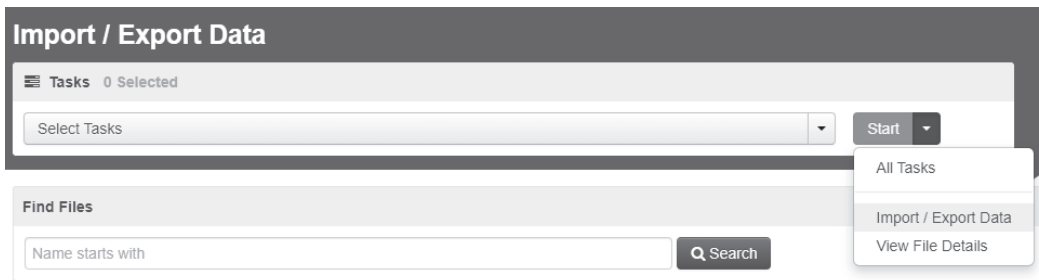 Import / Export Data
Tasks 0 Selected
Select Tasks
Start
All Tasks
Import / Export Data
View File Details
Find Files
Name starts with
Search